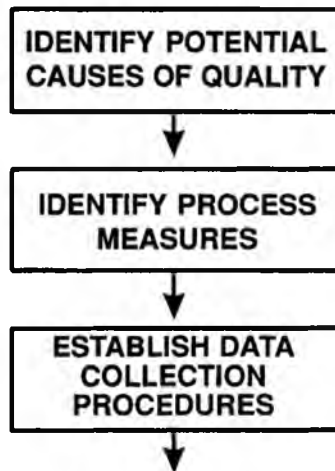 IDENTIFY POTENTIAL
CAUSES OF QUALITY
IDENTIFY PROCESS
MEASURES
ESTABLISH DATA
COLLECTION
PROCEDURES